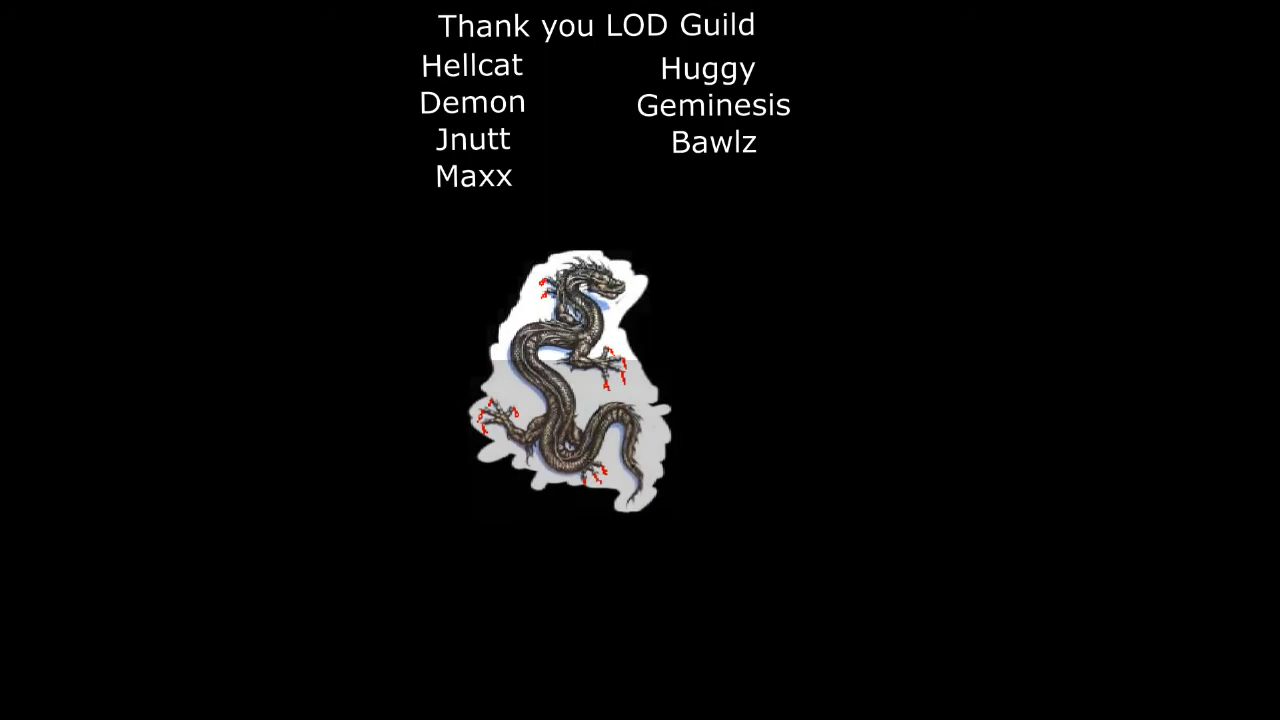 Thank you LOD Guild
Hellcat
Demon
Jnutt
Maxx
Huggy
Geminesis
Bawlz